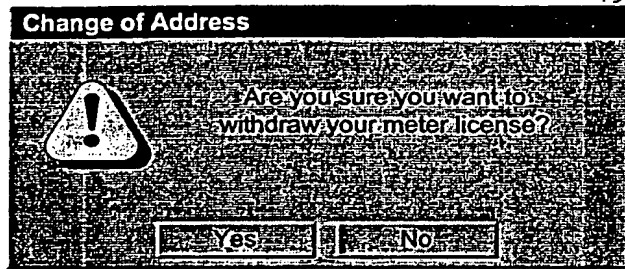 Change of Address
Are you sure you want to
withdraw your meter license?
Yes
No